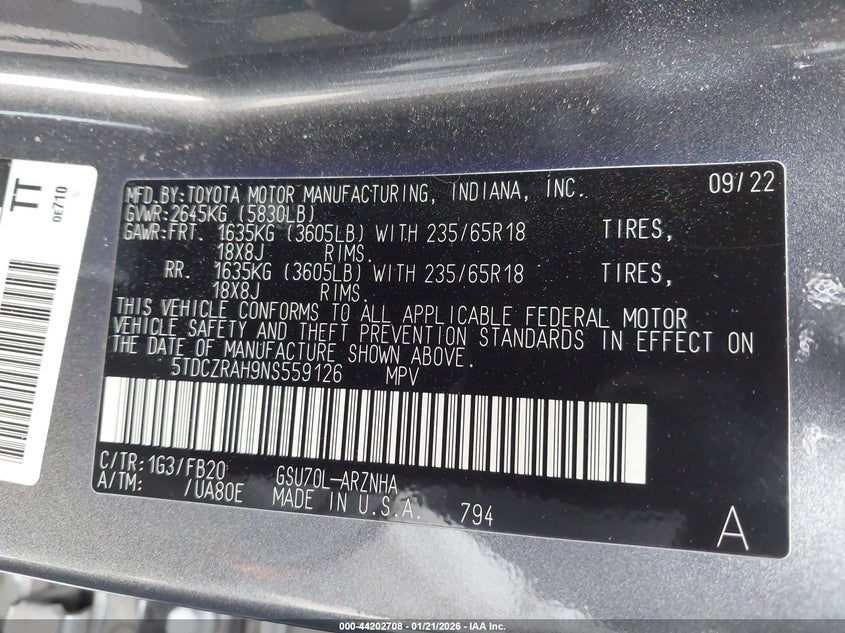 TT
0E710
MFD.BY:TOYOTA MOTOR MANUFACTURING, INDIANA, INC. 09/22
GVWR:2645KG (5830LB)
GAWR:FRT. 1635KG (3605LB) WITH 235/65R18 TIRES,
18X8J RIMS.
RR. 1635KG (3605LB) WITH 235/65R18 TIRES,
18X8J RIMS.
THIS VEHICLE CONFORMS TO ALL APPLICABLE FEDERAL MOTOR
VEHICLE SAFETY AND THEFT PREVENTION STANDARDS IN EFFECT ON
THE DATE OF MANUFACTURE SHOWN ABOVE.
5TDCZRAH9NS559126 MPV
C/TR:1G3/FB20 GSU70L-ARZNHA
A/TM: /UA80E MADE IN U.S.A. 794
A
000-44202708 - 01/21/2026 - IAA Inc.